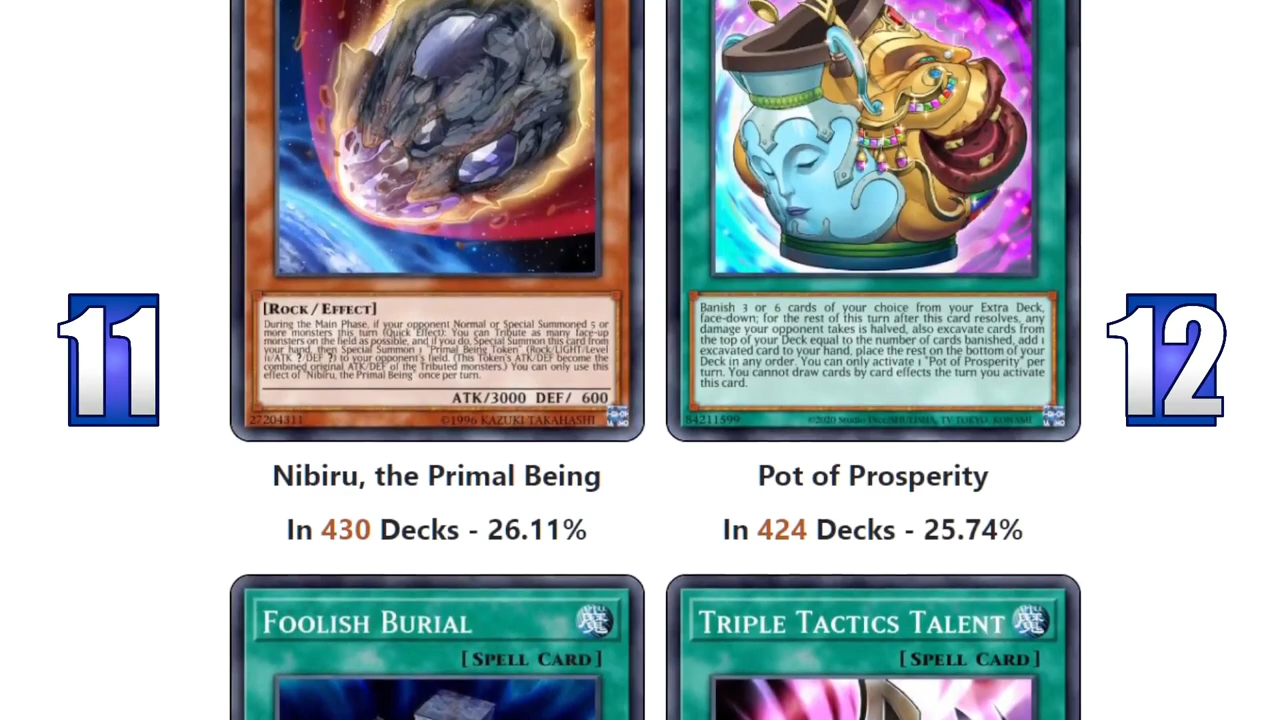 [Rock/Effect]
During the Main Phase, if your opponent Normal or Special Summoned 5 or
more monsters this turn (Quick Effect): You can Tribute as many face-up
monsters on the field as possible, and if you do, Special Summon this card from
your hand, then Special Summon 1 "Primal Being Token" (Rock/LIGHT/Level
11/ATK ?/DEF ?) to your opponent's field. (This Token's ATK/DEF become the
combined original ATK/DEF of the Tributed monsters.) You can only use this
effect of "Nibiru, the Primal Being" once per turn.
ATK/3000 DEF/ 600
27204311 ©1996 KAZUKI TAKAHASHI
Banish 3 or 6 cards of your choice from your Extra Deck,
face-down; for the rest of this turn after this card resolves, any
damage your opponent takes is halved, also excavate cards from
the top of your Deck equal to the number of cards banished, add 1
excavated card to your hand, place the rest on the bottom of your
Deck in any order. You can only activate 1 "Pot of Prosperity" per
turn. You cannot draw cards by card effects the turn you activate
this card.
84211599
11
12
Nibiru, the Primal Being
Pot of Prosperity
In 430 Decks - 26.11%
In 424 Decks - 25.74%
Foolish Burial
[Spell Card]
Triple Tactics Talent
[Spell Card]